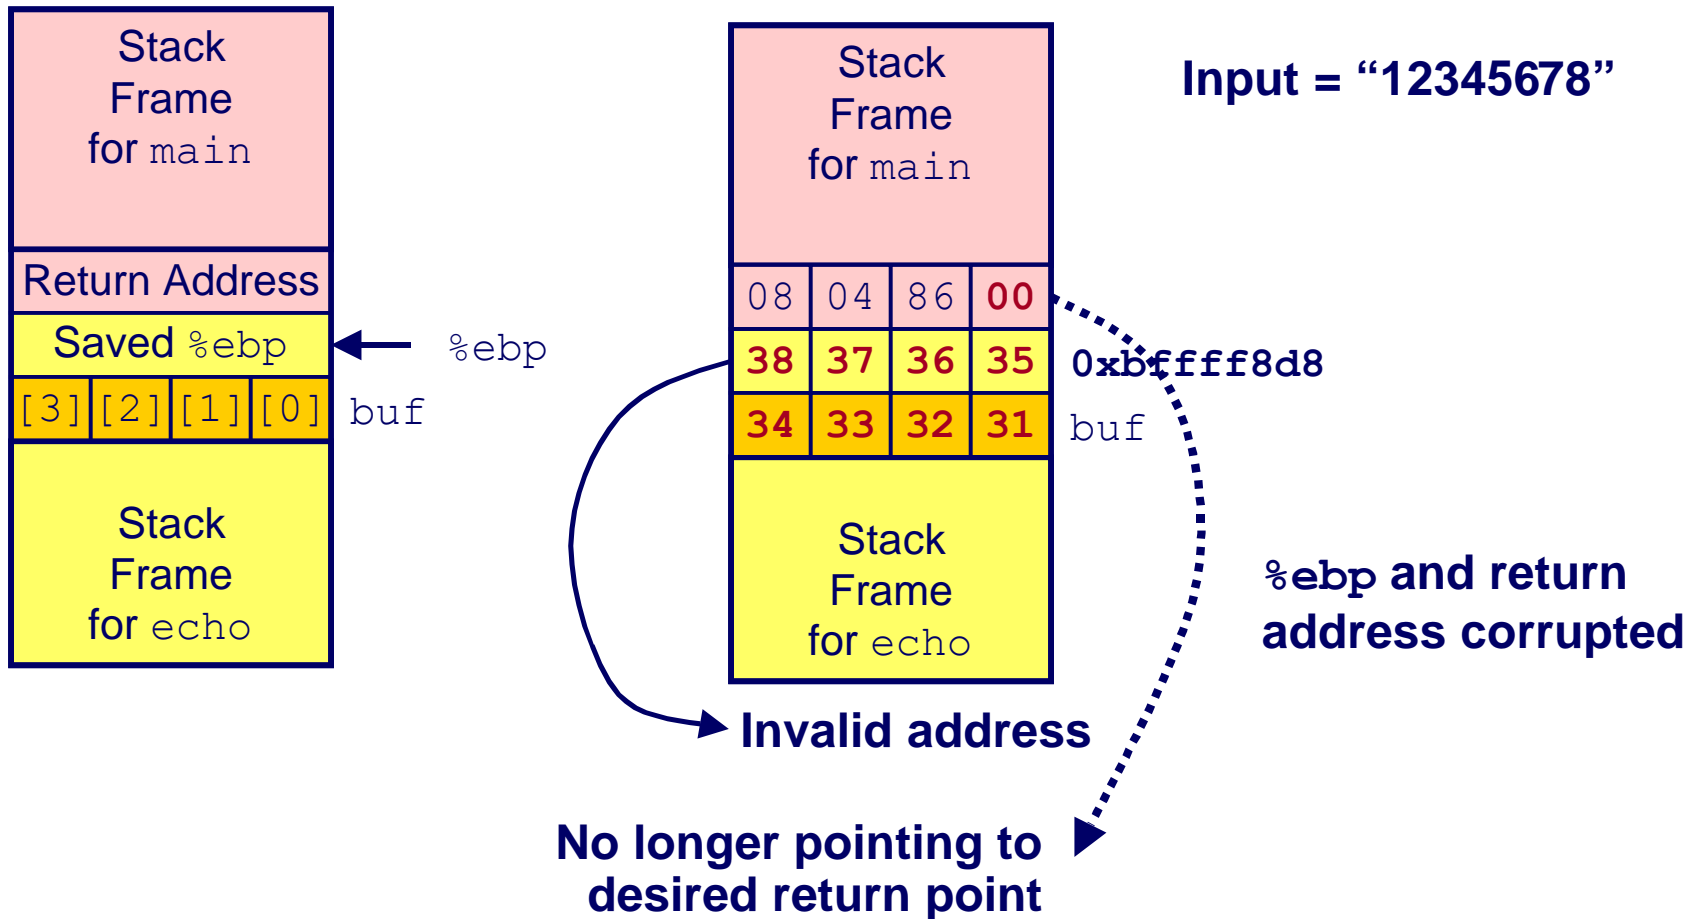 Stack
Frame
for main
Return Address
Saved %ebp
%ebp
[3] [2] [1] [0]
buf
Stack
Frame
for echo
Stack
Frame
for main
08 04 86 00
38 37 36 35
0xbffff8d8
34 33 32 31
buf
Stack
Frame
for echo
Input = “12345678”
%ebp and return
address corrupted
Invalid address
No longer pointing to
desired return point